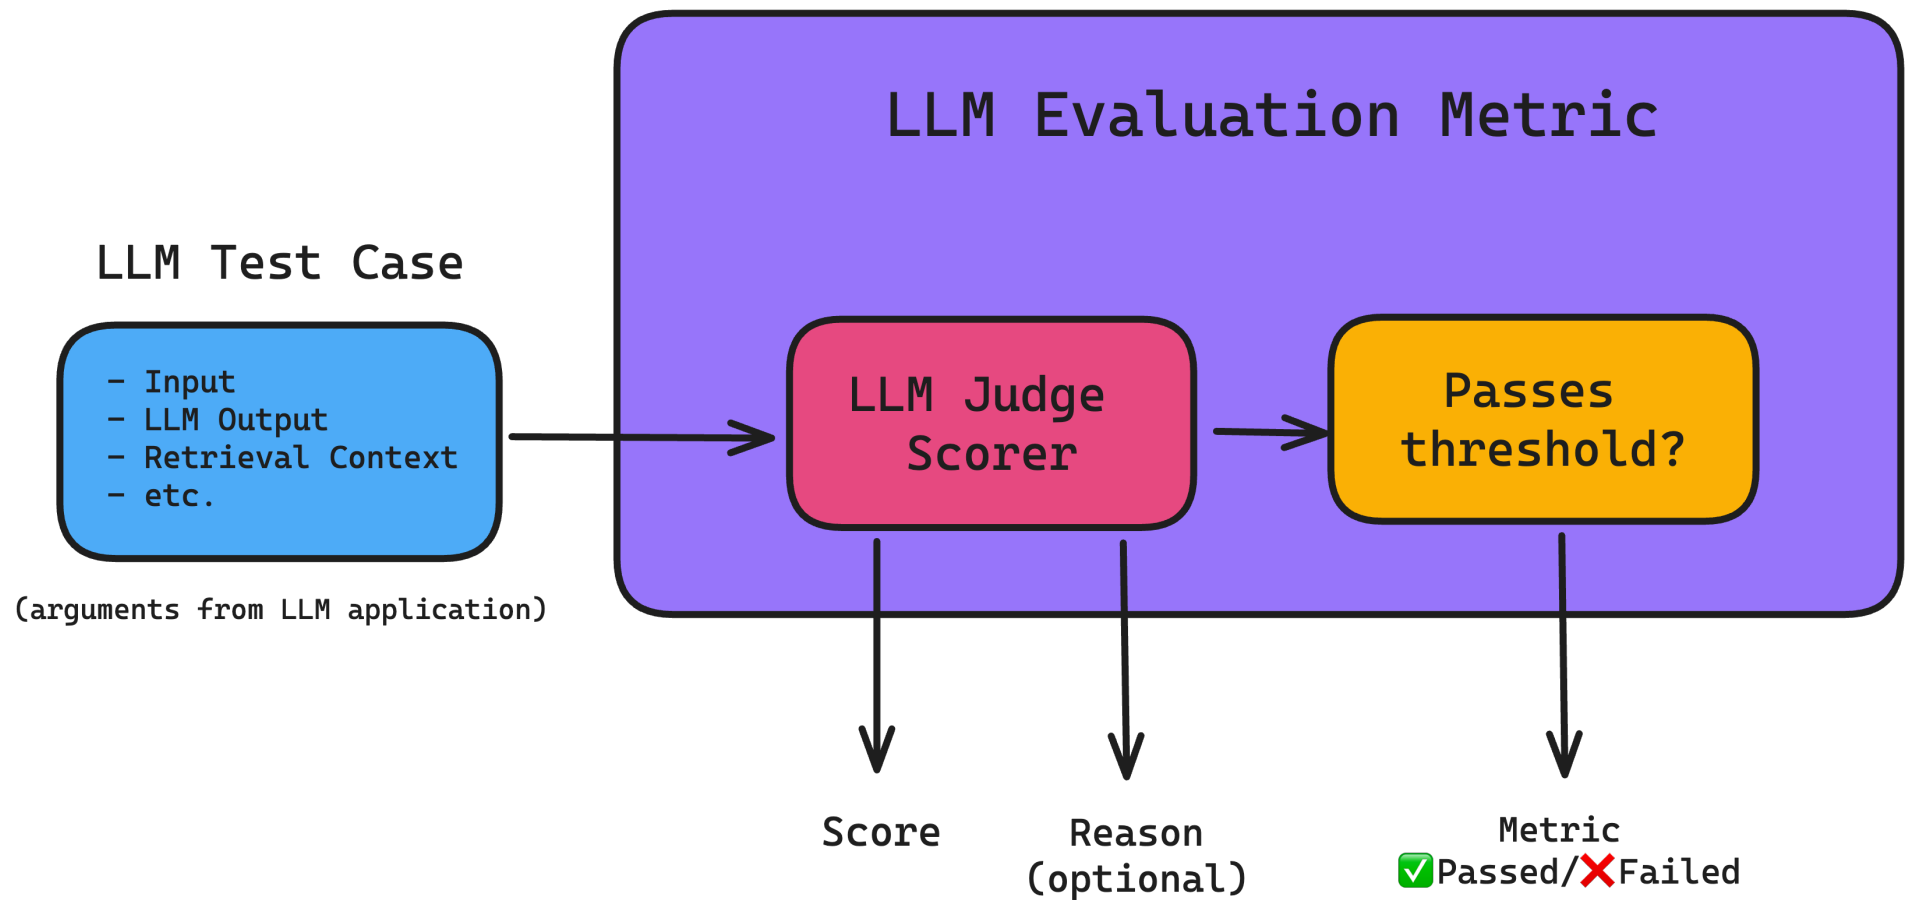 LLM Evaluation Metric
LLM Test Case
- Input
- LLM Output
- Retrieval Context
- etc.
(arguments from LLM application)
LLM Judge
Scorer
Passes
threshold?
Score
Reason
(optional)
Metric
✅Passed/❌Failed